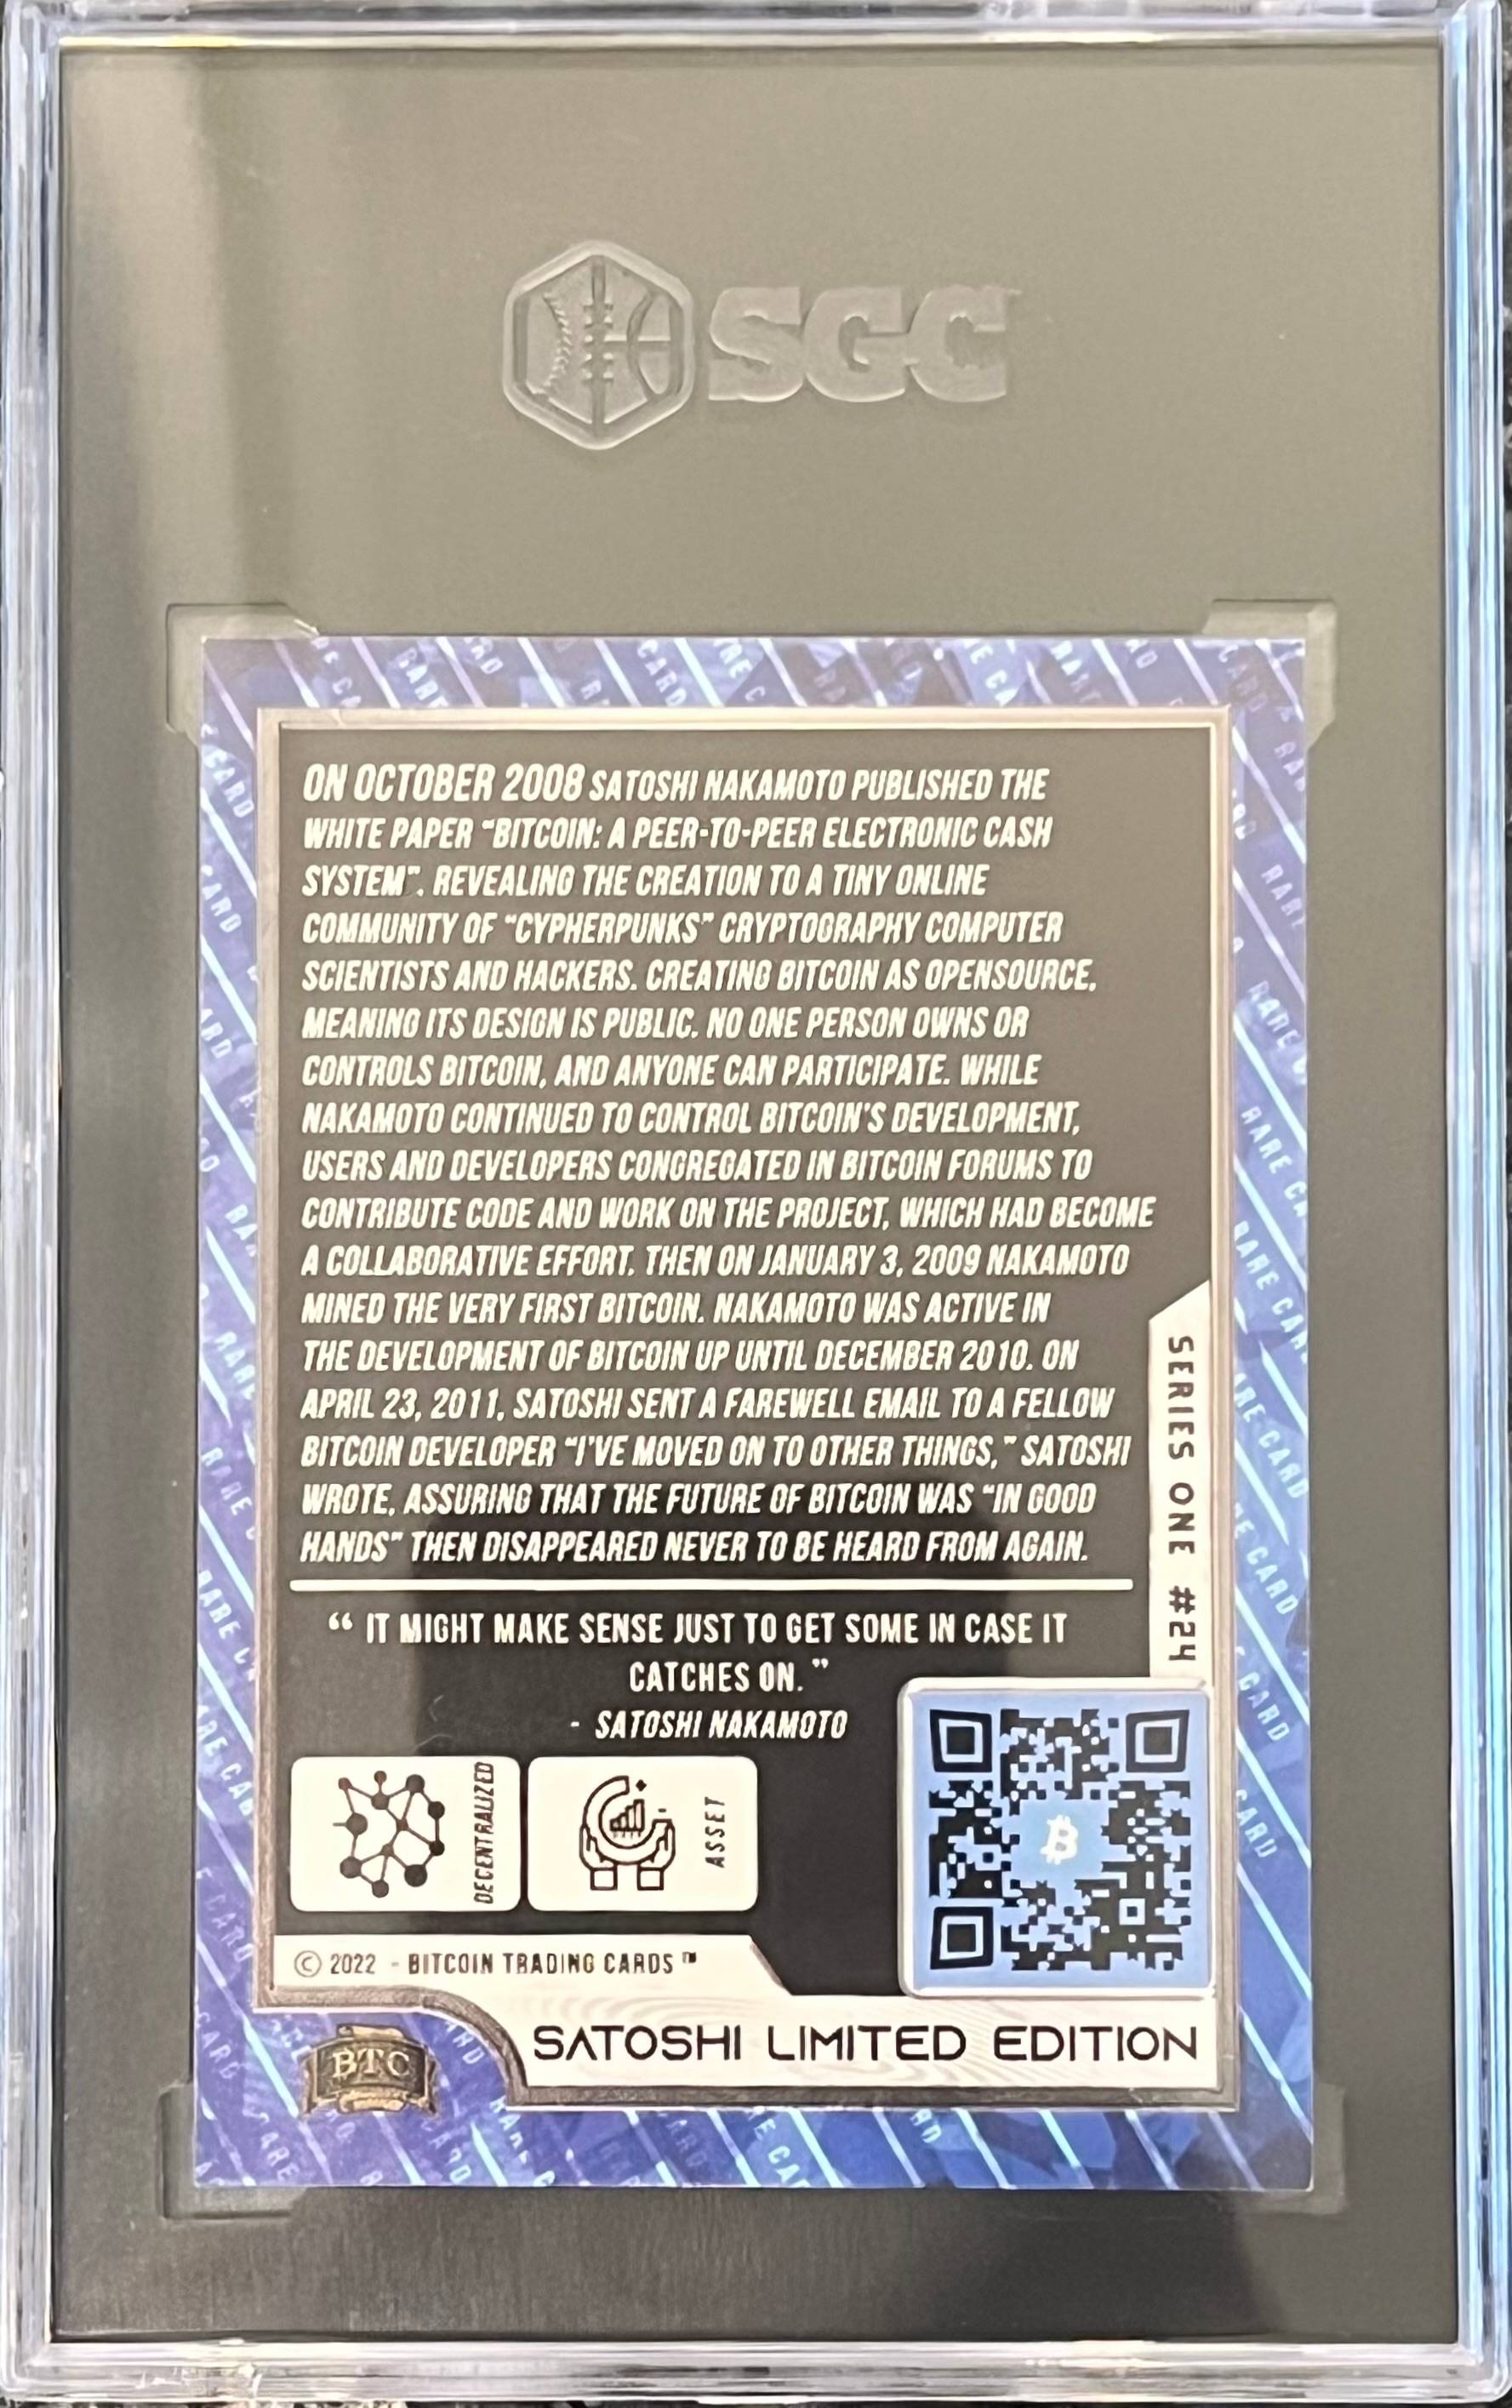 SGC
ON OCTOBER 2008 SATOSHI NAKAMOTO PUBLISHED THE
WHITE PAPER "BITCOIN: A PEER-TO-PEER ELECTRONIC CASH
SYSTEM". REVEALING THE CREATION TO A TINY ONLINE
COMMUNITY OF "CYPHERPUNKS" CRYPTOGRAPHY COMPUTER
SCIENTISTS AND HACKERS. CREATING BITCOIN AS OPENSOURCE,
MEANING ITS DESIGN IS PUBLIC. NO ONE PERSON OWNS OR
CONTROLS BITCOIN, AND ANYONE CAN PARTICIPATE. WHILE
NAKAMOTO CONTINUED TO CONTROL BITCOIN'S DEVELOPMENT,
USERS AND DEVELOPERS CONGREGATED IN BITCOIN FORUMS TO
CONTRIBUTE CODE AND WORK ON THE PROJECT, WHICH HAD BECOME
A COLLABORATIVE EFFORT. THEN ON JANUARY 3, 2009 NAKAMOTO
MINED THE VERY FIRST BITCOIN. NAKAMOTO WAS ACTIVE IN
THE DEVELOPMENT OF BITCOIN UP UNTIL DECEMBER 2010. ON
APRIL 23, 2011, SATOSHI SENT A FAREWELL EMAIL TO A FELLOW
BITCOIN DEVELOPER "I'VE MOVED ON TO OTHER THINGS," SATOSHI
WROTE, ASSURING THAT THE FUTURE OF BITCOIN WAS "IN GOOD
HANDS" THEN DISAPPEARED NEVER TO BE HEARD FROM AGAIN.
SERIES ONE #24
"IT MIGHT MAKE SENSE JUST TO GET SOME IN CASE IT
CATCHES ON."
- SATOSHI NAKAMOTO
DECENTRALIZED
ASSET
© 2022 - BITCOIN TRADING CARDS™
SATOSHI LIMITED EDITION
BTC
RARE CARD